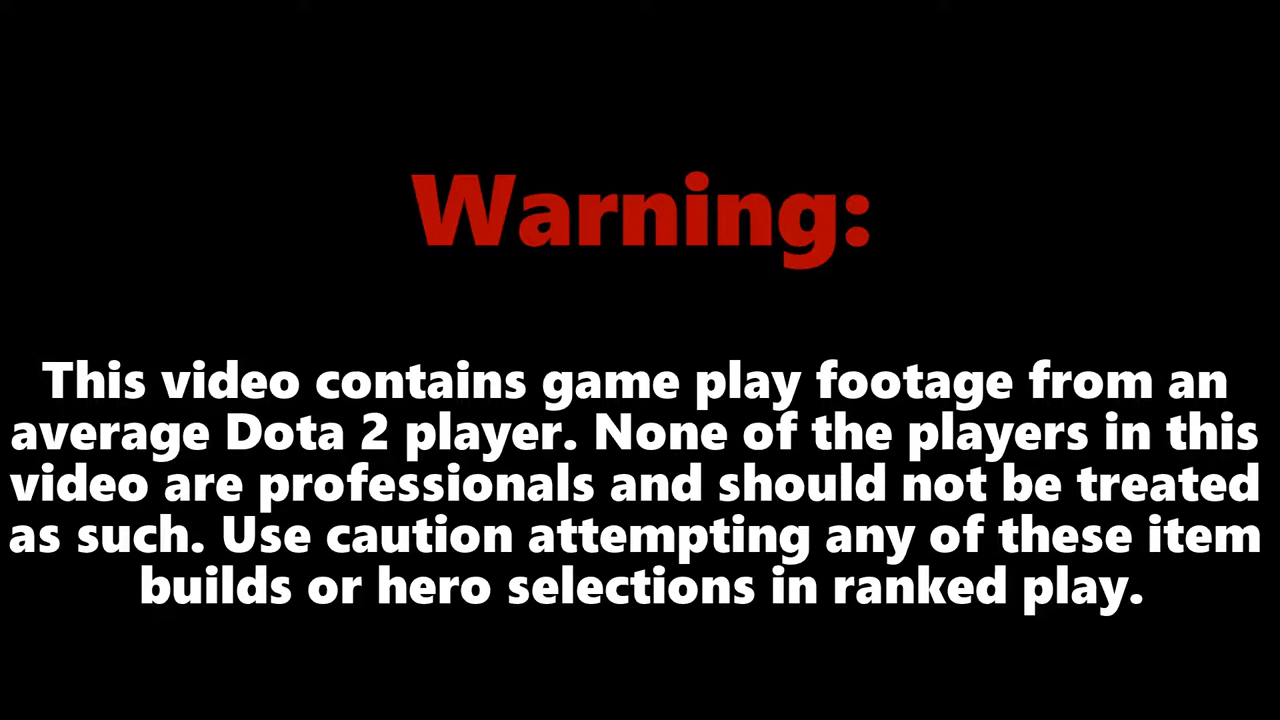 Warning:
This video contains game play footage from an
average Dota 2 player. None of the players in this
video are professionals and should not be treated
as such. Use caution attempting any of these item
builds or hero selections in ranked play.